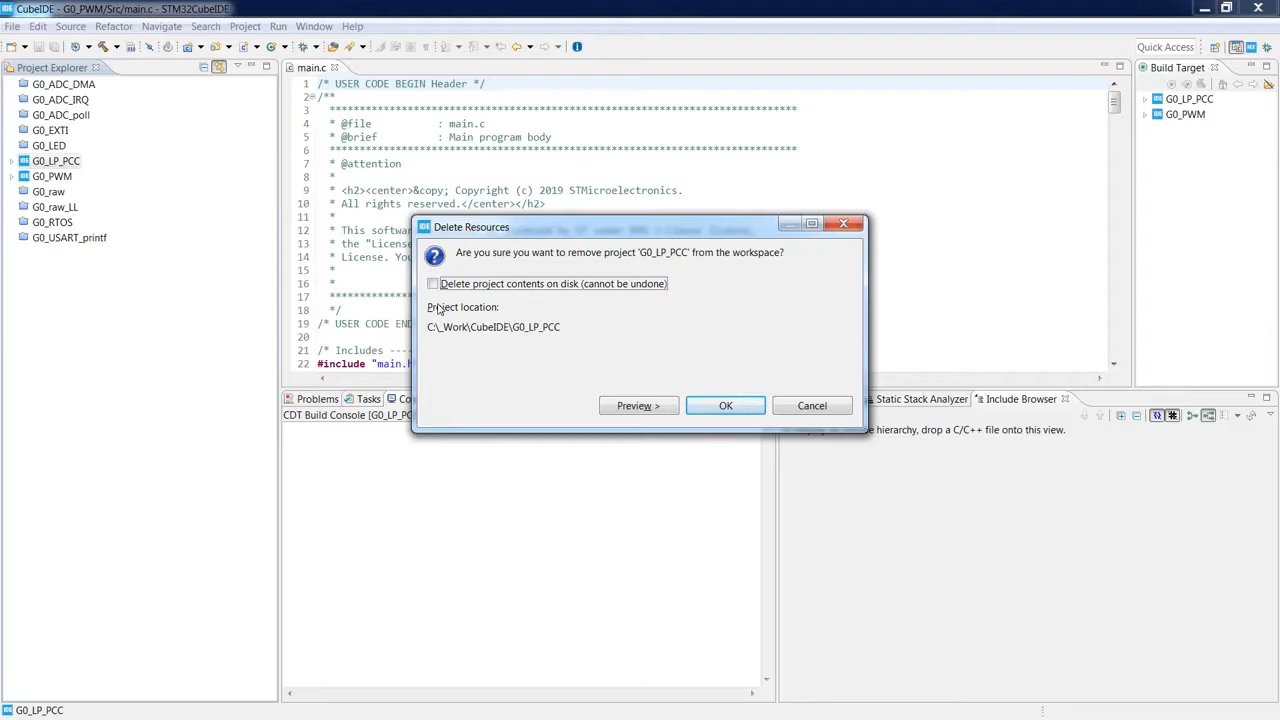 CubeIDE - G0_PWM/Src/main.c - STM32CubeIDE
File Edit Source Refactor Navigate Search Project Run Window Help
Quick Access
Project Explorer
G0_ADC_DMA
G0_ADC_IRQ
G0_ADC_poll
G0_EXTI
G0_LED
G0_LP_PCC
G0_PWM
G0_raw
G0_raw_LL
G0_RTOS
G0_USART_printf
main.c
1 /* USER CODE BEGIN Header */
2 /**
3 ******************************************************************************
4 * @file : main.c
5 * @brief : Main program body
6 ******************************************************************************
7 * @attention
8 *
9 * <h2><center>&copy; Copyright (c) 2019 STMicroelectronics.
10 * All rights reserved.</center></h2>
11 *
12 * This softwar
13 * the "License
14 * License. You
15 *
16 *
17
18 */
19 /* USER CODE END
20
21 /* Includes ----
22 #include "main.h
Build Target
G0_LP_PCC
G0_PWM
Delete Resources
Are you sure you want to remove project 'G0_LP_PCC' from the workspace?
Delete project contents on disk (cannot be undone)
Project location:
C:\_Work\CubeIDE\G0_LP_PCC
Preview > OK Cancel
Problems Tasks Co
CDT Build Console [G0_LP_PC
Static Stack Analyzer Include Browser
hierarchy, drop a C/C++ file onto this view.
G0_LP_PCC